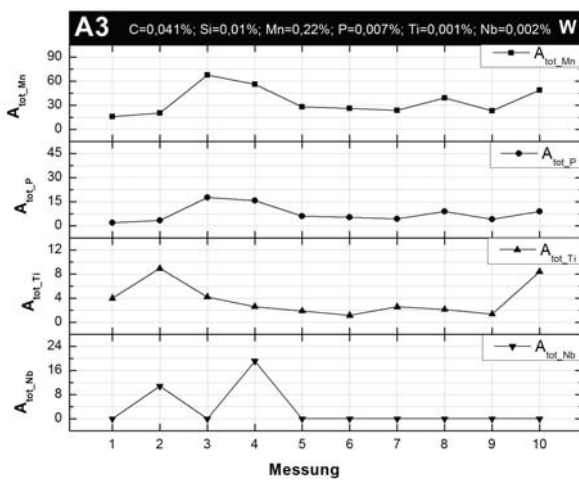 A3 C=0,041%; Si=0,01%; Mn=0,22%; P=0,007%; Ti=0,001%; Nb=0,002% W
A_tot_Mn
90
60
30
0
A_tot_Mn
A_tot_P
45
30
15
0
A_tot_P
A_tot_Ti
12
8
4
0
A_tot_Ti
A_tot_Nb
24
16
8
0
A_tot_Nb
1 2 3 4 5 6 7 8 9 10
Messung